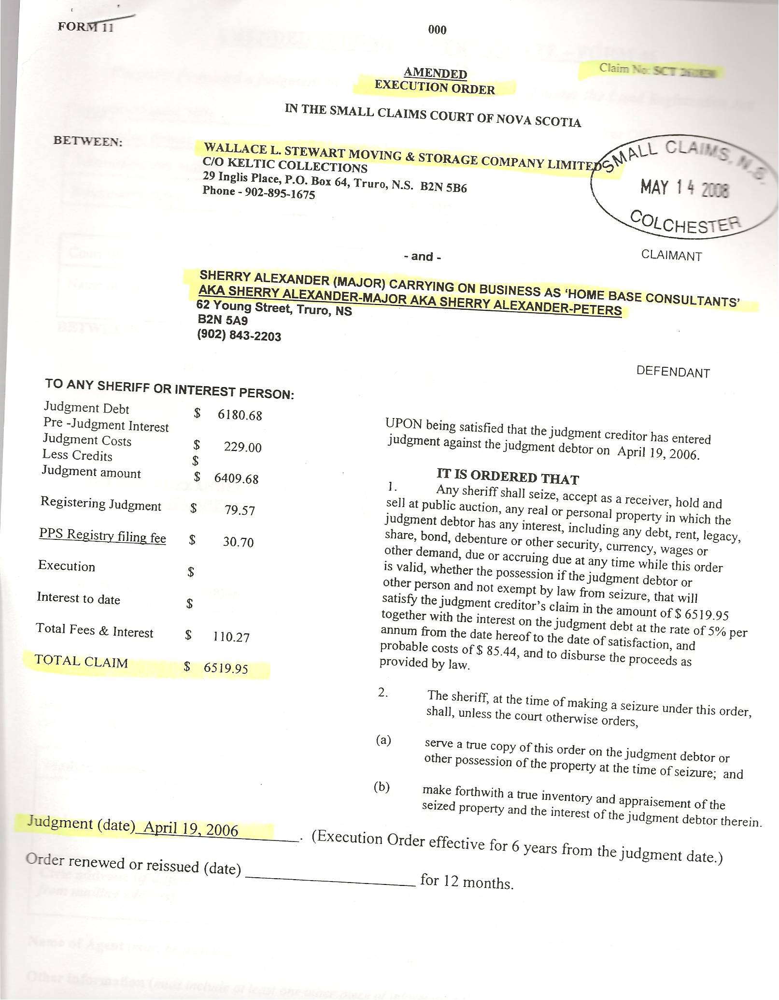 FORM 11
000
Claim No: SCT
AMENDED
EXECUTION ORDER
IN THE SMALL CLAIMS COURT OF NOVA SCOTIA
BETWEEN:
WALLACE L. STEWART MOVING & STORAGE COMPANY LIMITED
C/O KELTIC COLLECTIONS
29 Inglis Place, P.O. Box 64, Truro, N.S. B2N 5B6
Phone - 902-895-1675
SMALL CLAIMS, N.S.
MAY 14 2008
COLCHESTER
- and -
CLAIMANT
SHERRY ALEXANDER (MAJOR) CARRYING ON BUSINESS AS ‘HOME BASE CONSULTANTS’
AKA SHERRY ALEXANDER-MAJOR AKA SHERRY ALEXANDER-PETERS
62 Young Street, Truro, NS
B2N 5A9
(902) 843-2203
DEFENDANT
TO ANY SHERIFF OR INTEREST PERSON:
Judgment Debt $ 6180.68
Pre -Judgment Interest
Judgment Costs $ 229.00
Less Credits $
Judgment amount $ 6409.68
Registering Judgment $ 79.57
PPS Registry filing fee $ 30.70
Execution $
Interest to date $
Total Fees & Interest $ 110.27
TOTAL CLAIM $ 6519.95
UPON being satisfied that the judgment creditor has entered
judgment against the judgment debtor on April 19, 2006.
IT IS ORDERED THAT
1. Any sheriff shall seize, accept as a receiver, hold and
sell at public auction, any real or personal property in which the
judgment debtor has any interest, including any debt, rent, legacy,
share, bond, debenture or other security, currency, wages or
other demand, due or accruing due at any time while this order
is valid, whether the possession if the judgment debtor or
other person and not exempt by law from seizure, that will
satisfy the judgment creditor’s claim in the amount of $ 6519.95
together with the interest on the judgment debt at the rate of 5% per
annum from the date hereof to the date of satisfaction, and
probable costs of $ 85.44, and to disburse the proceeds as
provided by law.
2. The sheriff, at the time of making a seizure under this order,
shall, unless the court otherwise orders,
(a) serve a true copy of this order on the judgment debtor or
other possession of the property at the time of seizure; and
(b) make forthwith a true inventory and appraisement of the
seized property and the interest of the judgment debtor therein.
Judgment (date) April 19, 2006 . (Execution Order effective for 6 years from the judgment date.)
Order renewed or reissued (date) for 12 months.